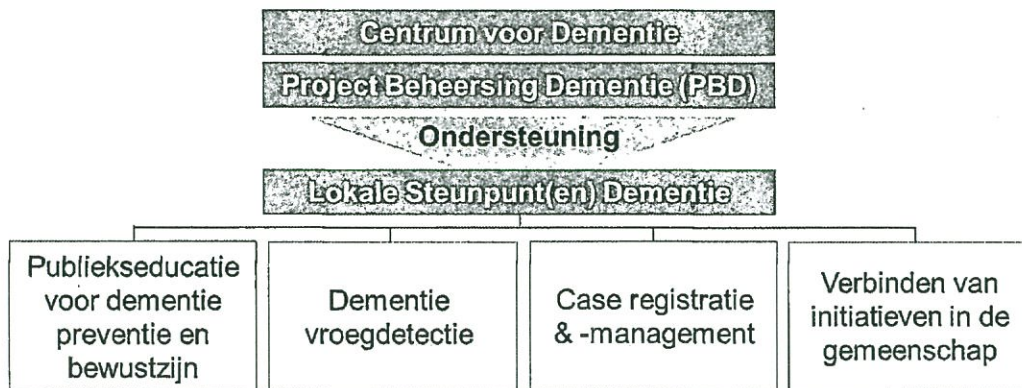 Centrum voor Dementie
Project Beheersing Dementie (PBD)
Ondersteuning
Lokale Steunpunt(en) Dementie
Publiekseducatie
voor dementie
preventie en
bewustzijn
Dementie
vroegdetectie
Case registratie
& -management
Verbinden van
initiatieven in de
gemeenschap